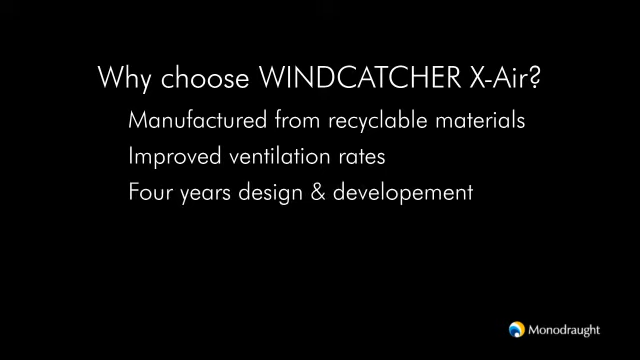 Why choose WINDCATCHER X-Air?
Manufactured from recyclable materials
Improved ventilation rates
Four years design & developement
Monodraught